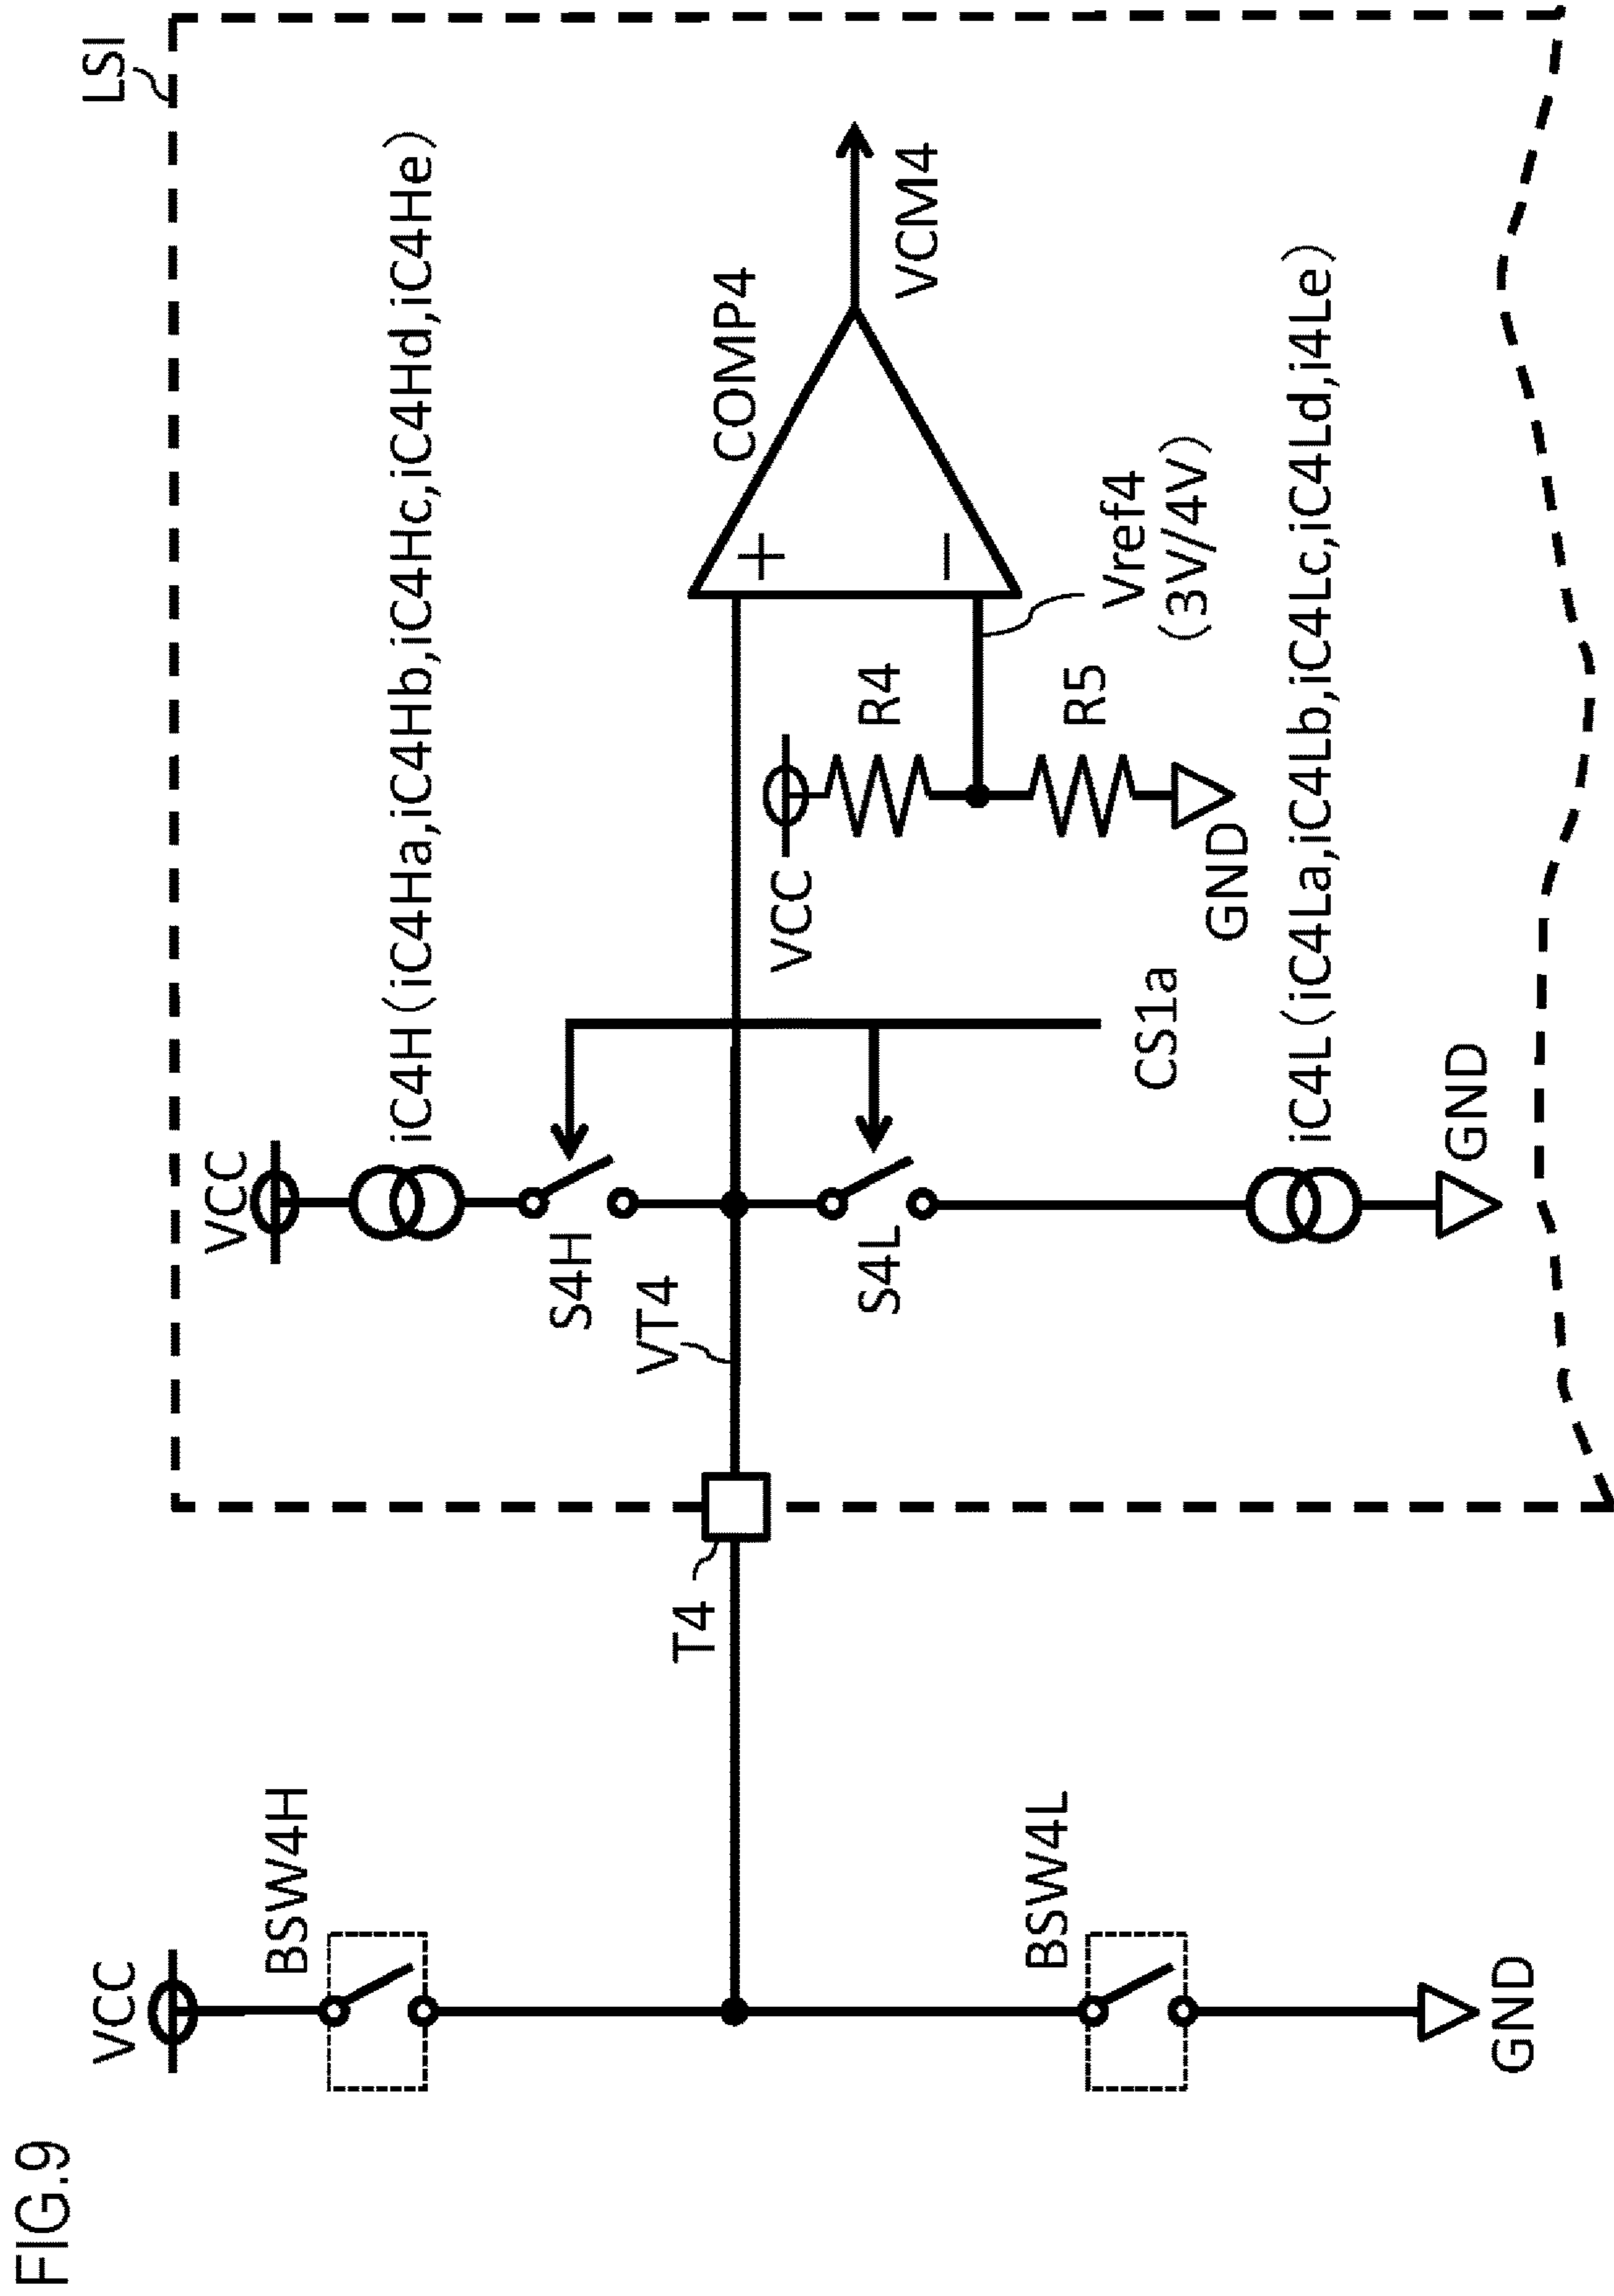 FIG.9
LSI
VCC
VCC
iC4H(iC4Ha,iC4Hb,iC4Hc,iC4Hd,iC4He)
BSW4H
S4H
VT4
T4
COMP4
+
VCC
R4
VCM4
−
S4L
BSW4L
R5
Vref4
(3V/4V)
CS1a
GND
iC4L(iC4La,iC4Lb,iC4Lc,iC4Ld,i4Le)
GND
GND